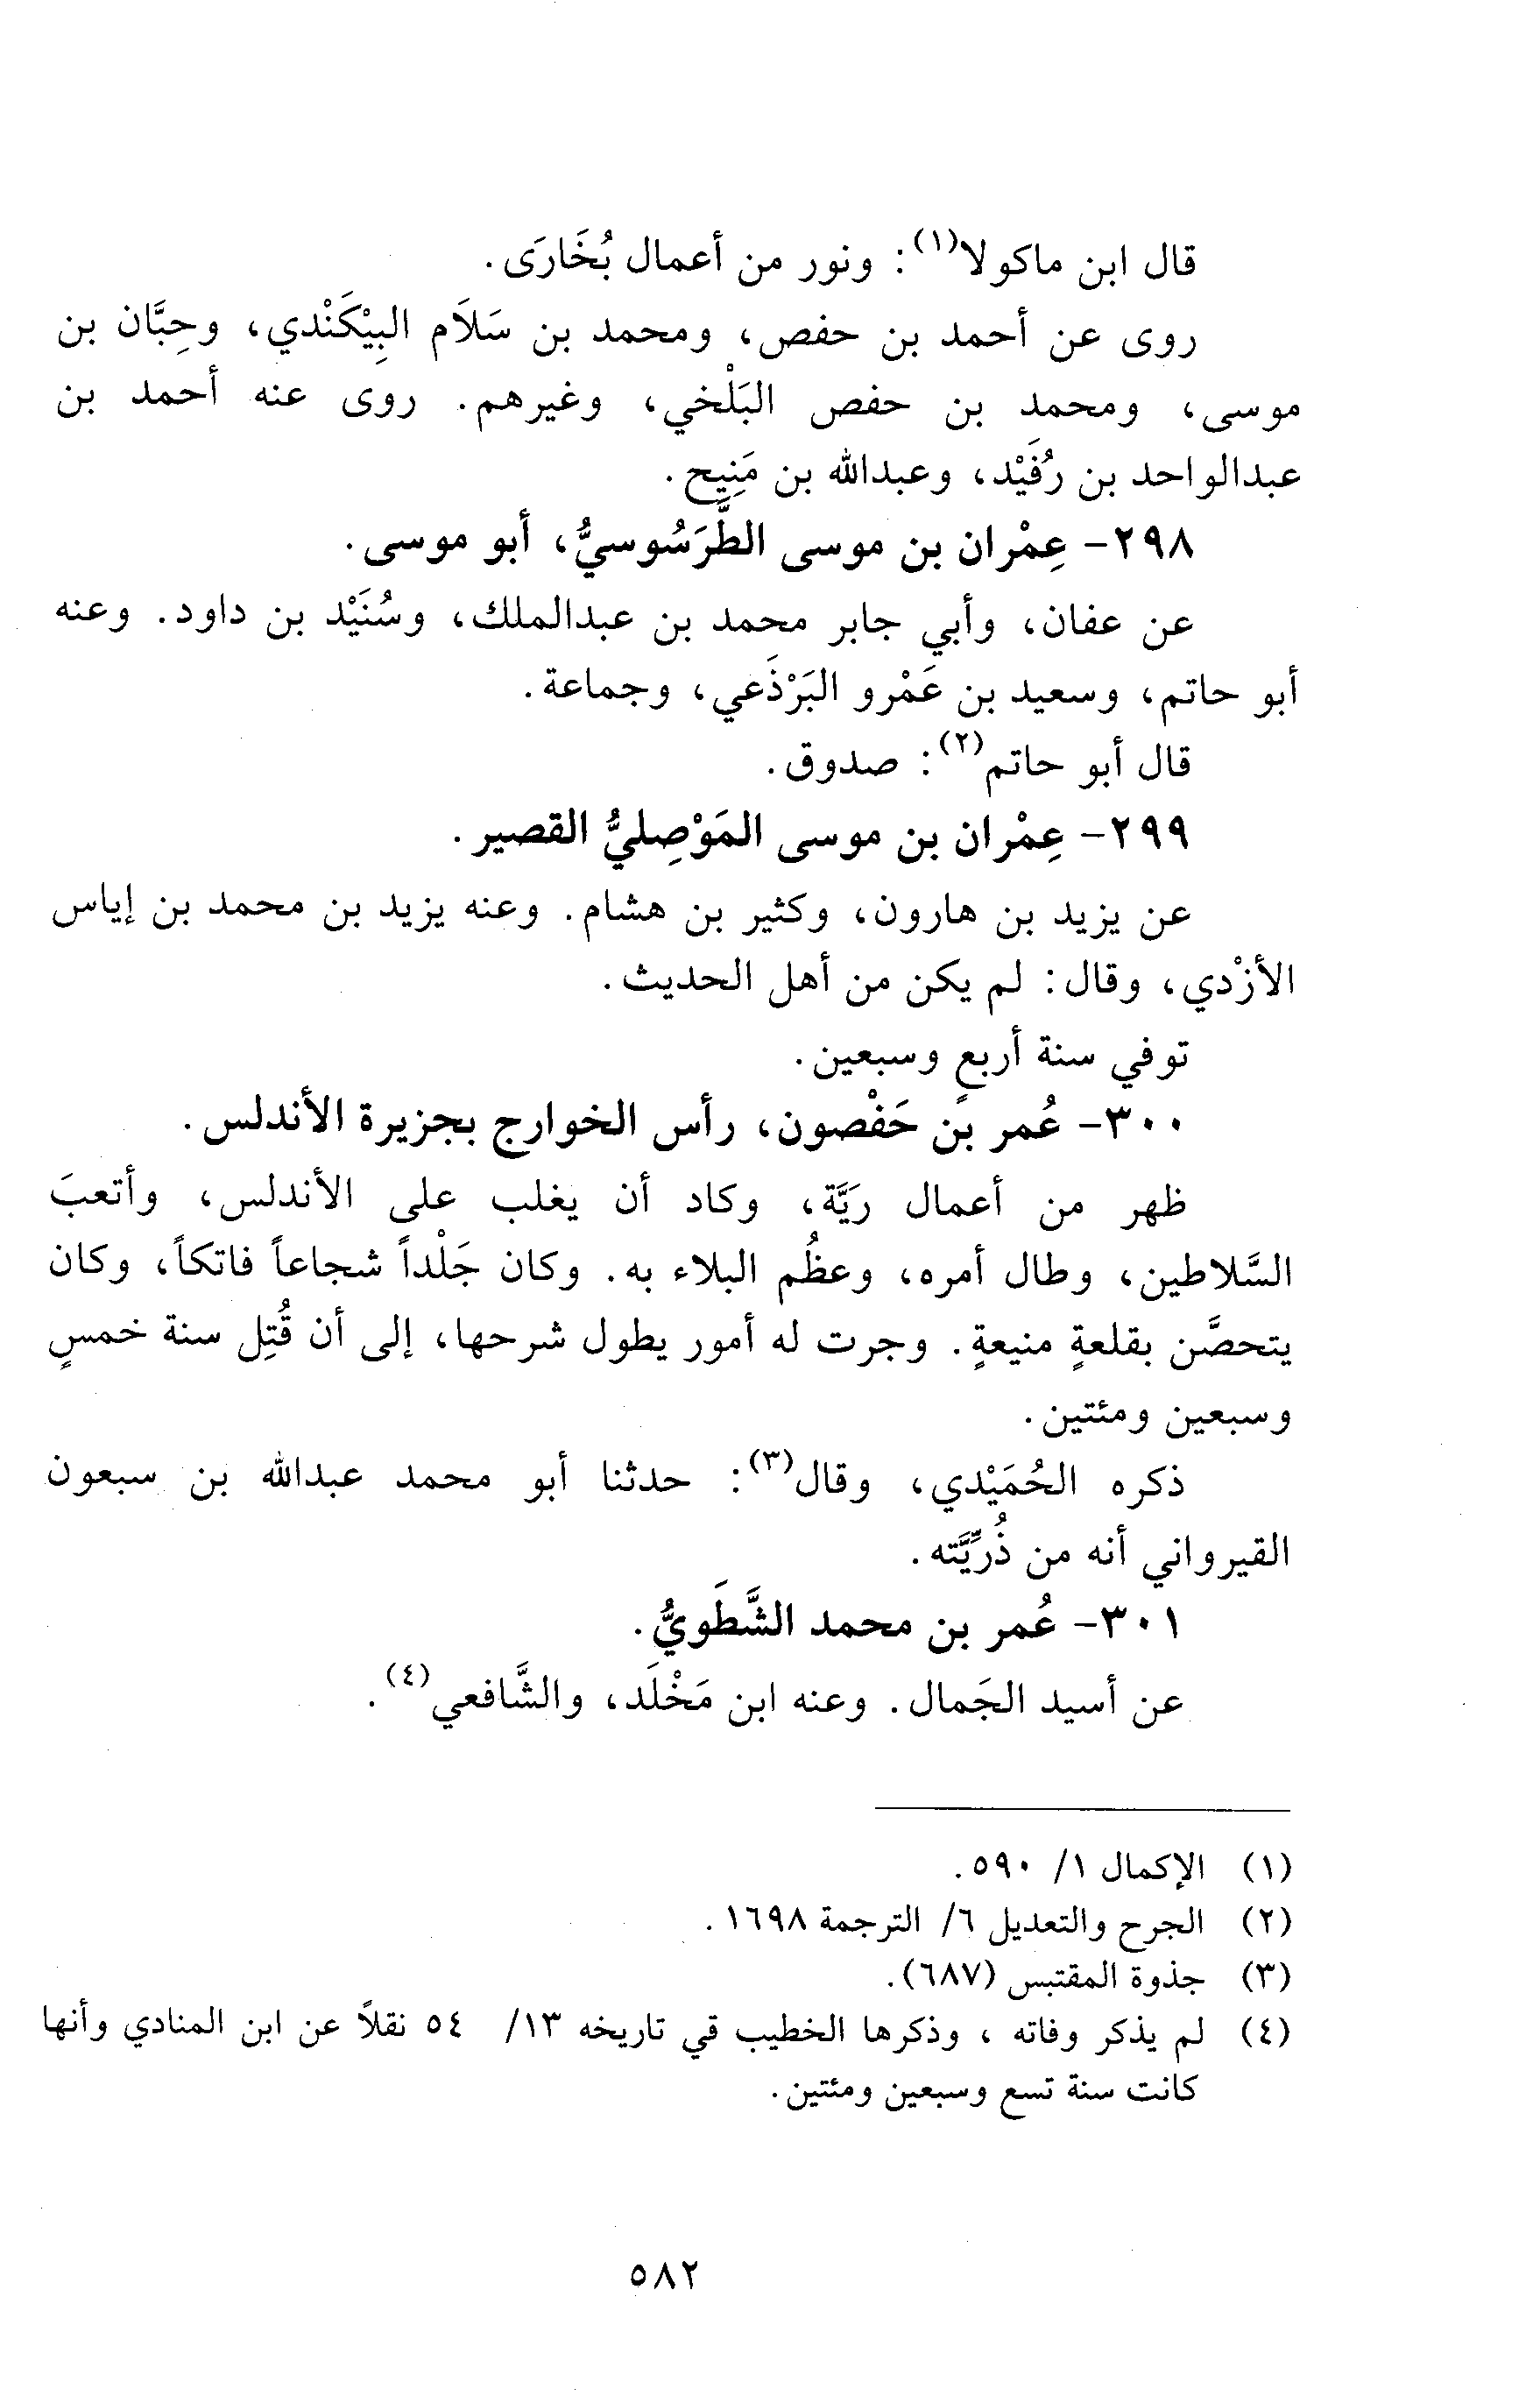 قال ابن ماكولا(١): ونور من أعمال بُخَارَى.
روى عن أحمد بن حفص، ومحمد بن سَلاَم البِيْكَنْدي، وحِبَّان بن
موسى، ومحمد بن حفص البَلْخي، وغيرهم. روى عنه أحمد بن
عبدالواحد بن رُفَيْد، وعبدالله بن مَنِيح.
٢٩٨- عِمْران بن موسى الطَّرَسُوسيُّ، أبو موسى.
عن عفان، وأبي جابر محمد بن عبدالملك، وسُنَيْد بن داود. وعنه
أبو حاتم، وسعيد بن عَمْرو البَرْذَعي، وجماعة.
قال أبو حاتم(٢): صدوق.
٢٩٩- عِمْران بن موسى المَوْصِليُّ القصير.
عن يزيد بن هارون، وكثير بن هشام. وعنه يزيد بن محمد بن إياس
الأزْدي، وقال: لم يكن من أهل الحديث.
توفي سنة أربعٍ وسبعين.
٣٠٠- عُمر بن حَفْصون، رأس الخوارج بجزيرة الأندلس.
ظهر من أعمال رَيَّة، وكاد أن يغلب على الأندلس، وأتعبَ
السَّلاطين، وطال أمره، وعظُم البلاء به. وكان جَلْداً شجاعاً فاتكاً، وكان
يتحصَّن بقلعةٍ منيعةٍ. وجرت له أمور يطول شرحها، إلى أن قُتِل سنة خمسٍ
وسبعين ومئتين.
ذكره الحُمَيْدي، وقال(٣): حدثنا أبو محمد عبدالله بن سبعون
القيرواني أنه من ذُرِّيَّته.
٣٠١- عُمر بن محمد الشَّطَويُّ.
عن أسيد الجَمال. وعنه ابن مَخْلَد، والشَّافعي(٤).
(١) الإكمال ١/ ٥٩٠.
(٢) الجرح والتعديل ٦/ الترجمة ١٦٩٨.
(٣) جذوة المقتبس (٦٨٧).
(٤) لم يذكر وفاته ، وذكرها الخطيب قي تاريخه ١٣/ ٥٤ نقلاً عن ابن المنادي وأنها
كانت سنة تسع وسبعين ومئتين.
٥٨٢